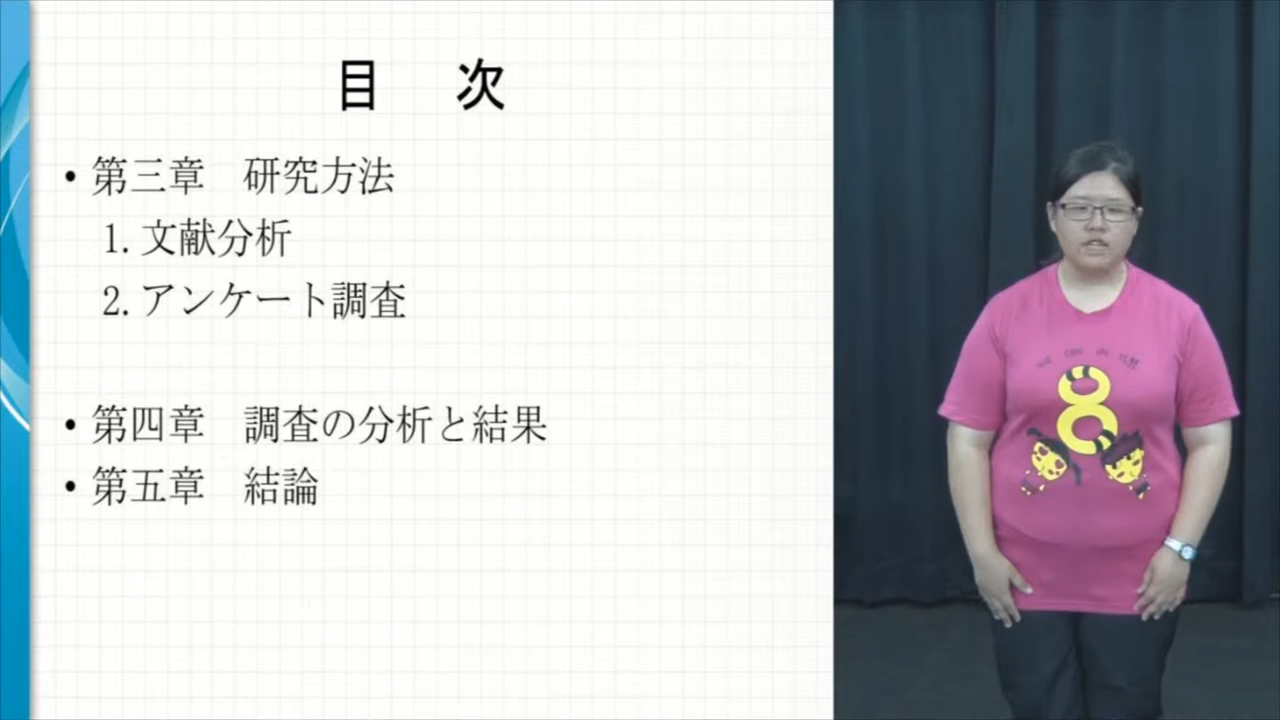 目 次
• 第三章 研究方法
1. 文献分析
2. アンケート調査
• 第四章 調査の分析と結果
• 第五章 結論
8